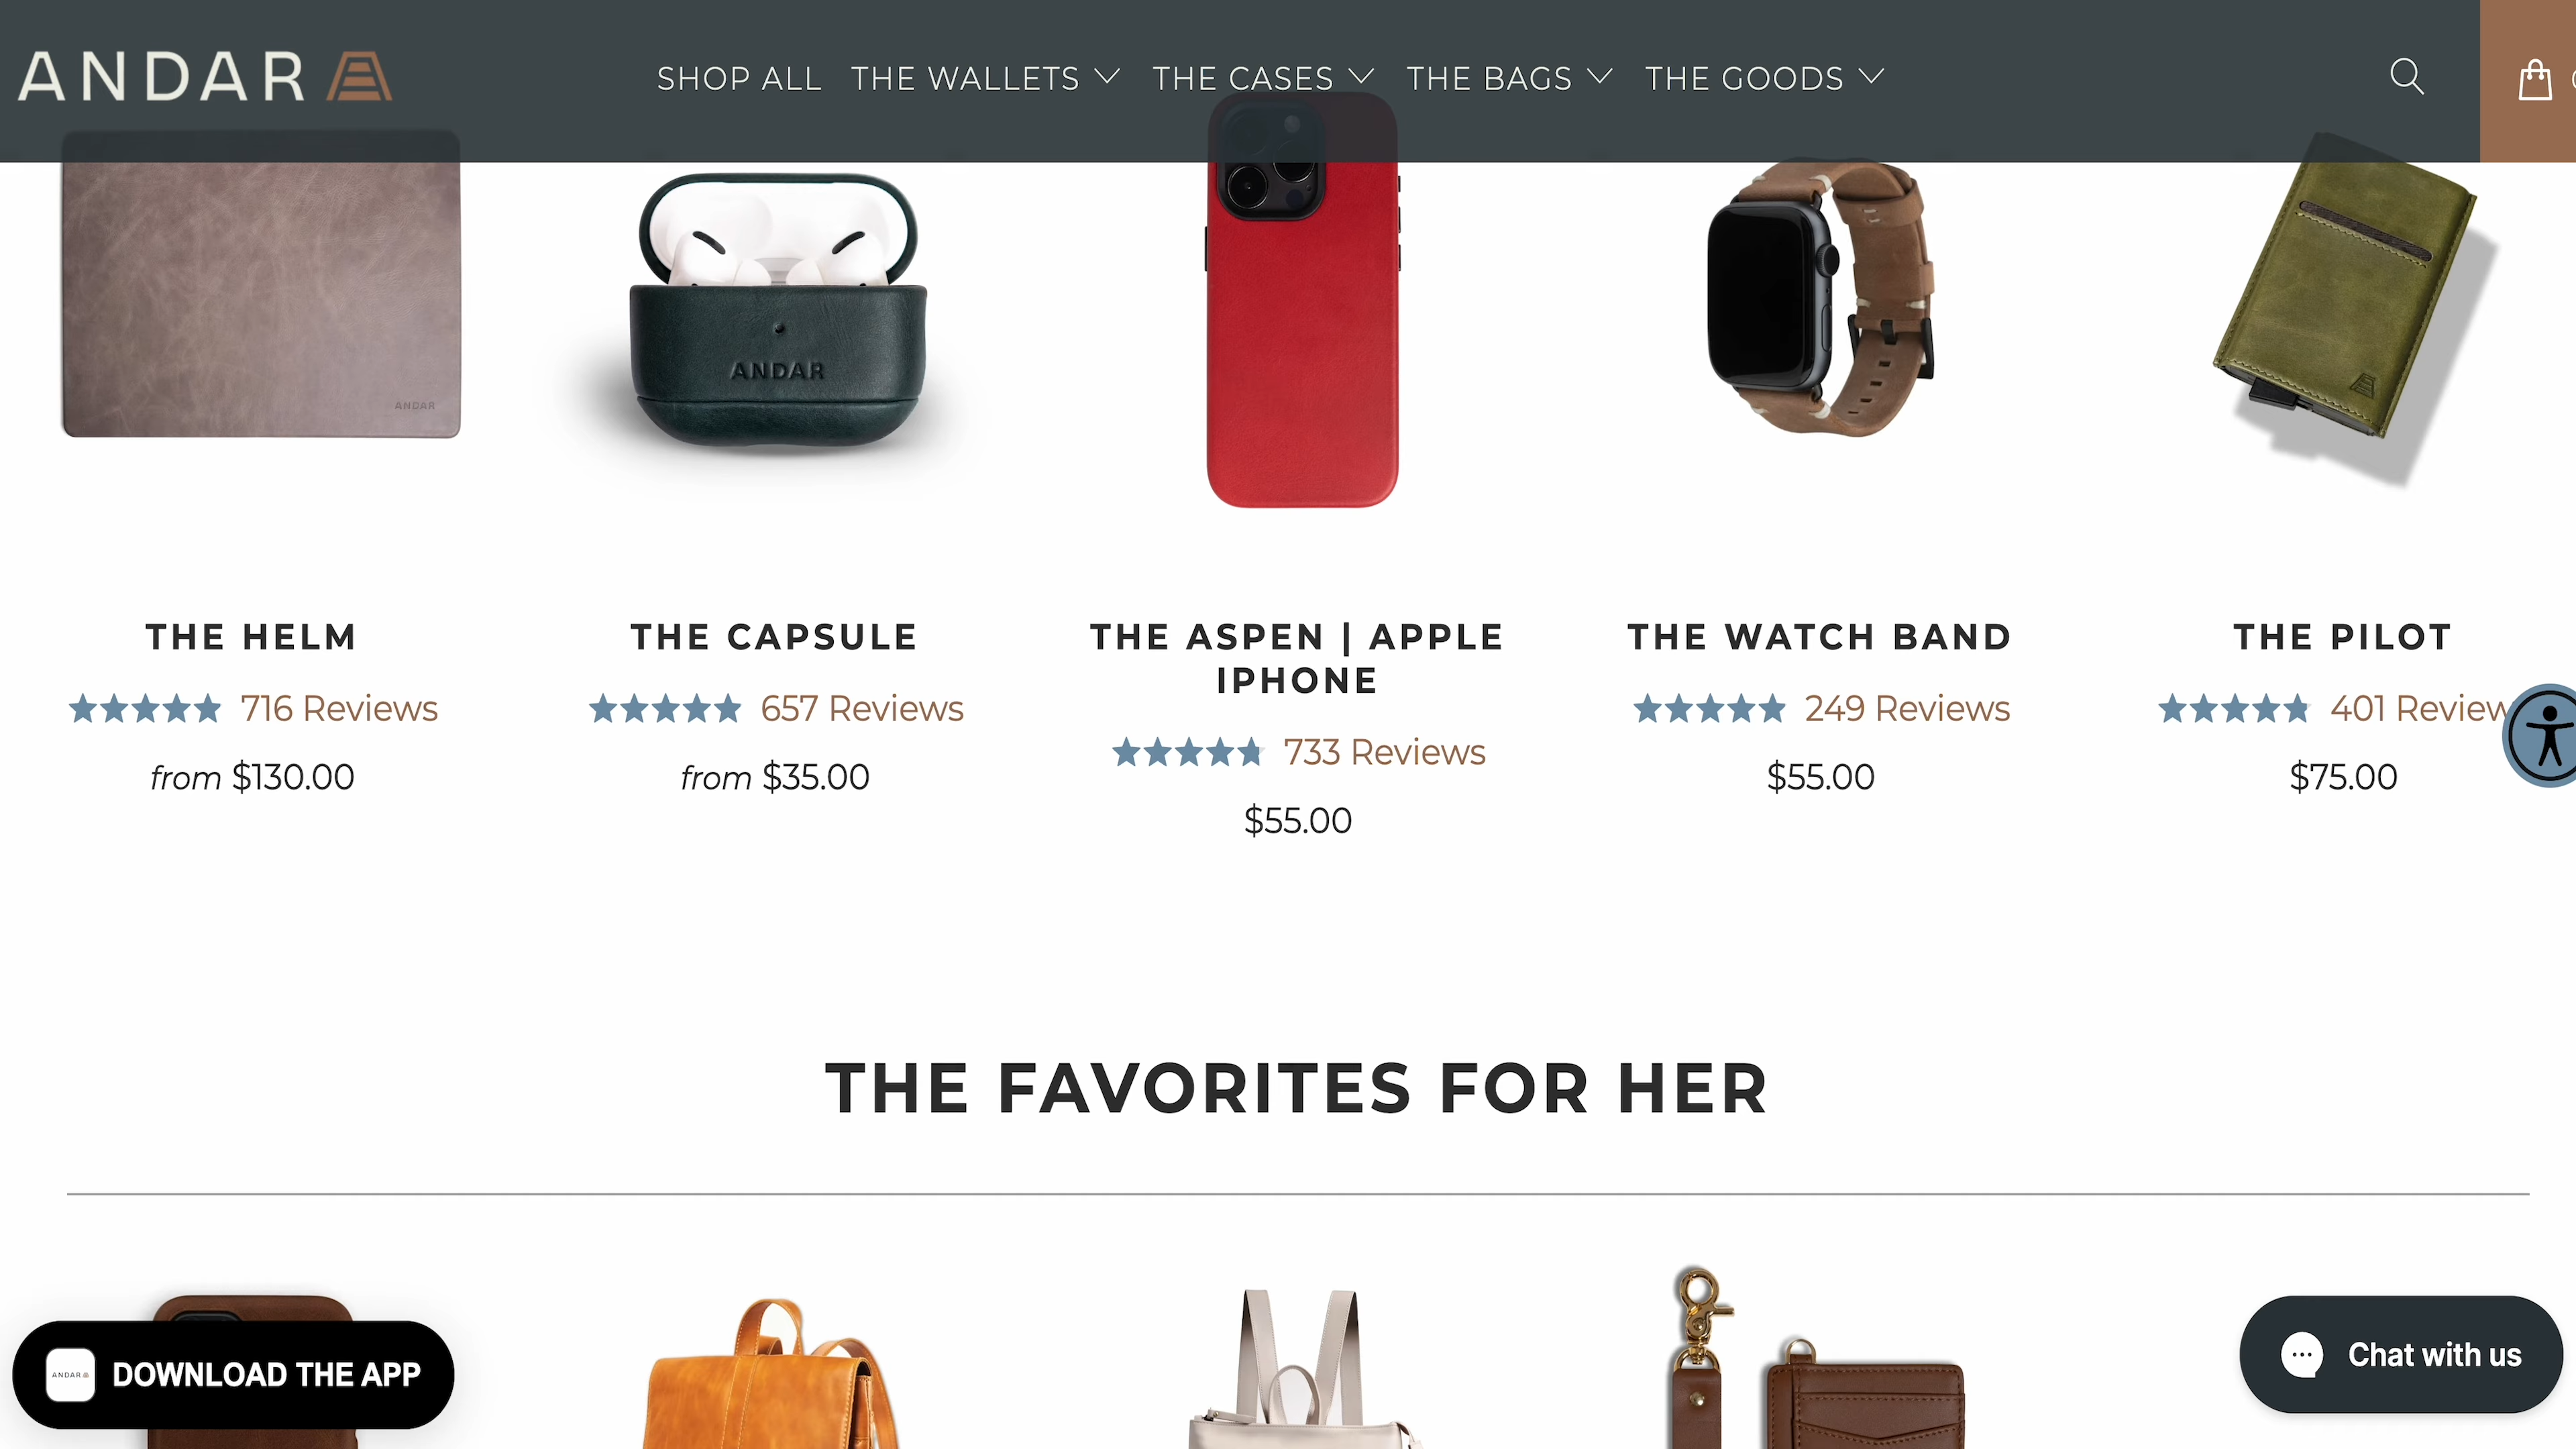 ANDAR
SHOP ALL THE WALLETS THE CASES THE BAGS THE GOODS
ANDAR
ANDAR
THE HELM
716 Reviews
from $130.00
THE CAPSULE
657 Reviews
from $35.00
THE ASPEN | APPLE
IPHONE
733 Reviews
$55.00
THE WATCH BAND
249 Reviews
$55.00
THE PILOT
401
$75.00
THE FAVORITES FOR HER
ANDAR
DOWNLOAD THE APP
Chat with us